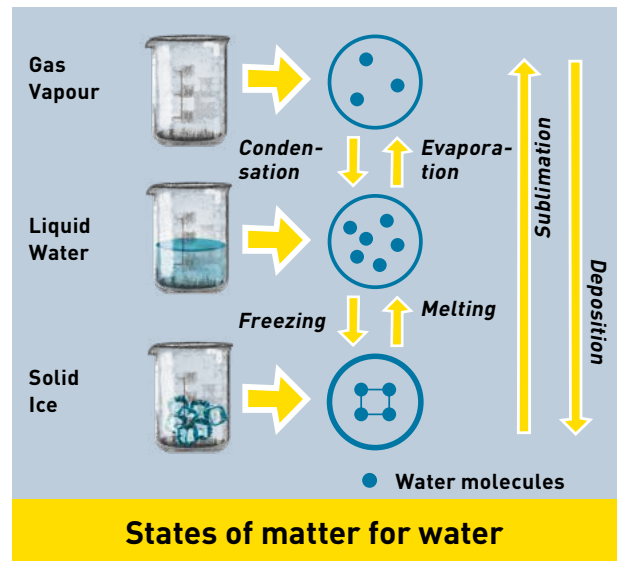 Gas
Vapour
Conden-
sation
Evapora-
tion
Sublimation
Deposition
Liquid
Water
Freezing
Melting
Solid
Ice
Water molecules
States of matter for water